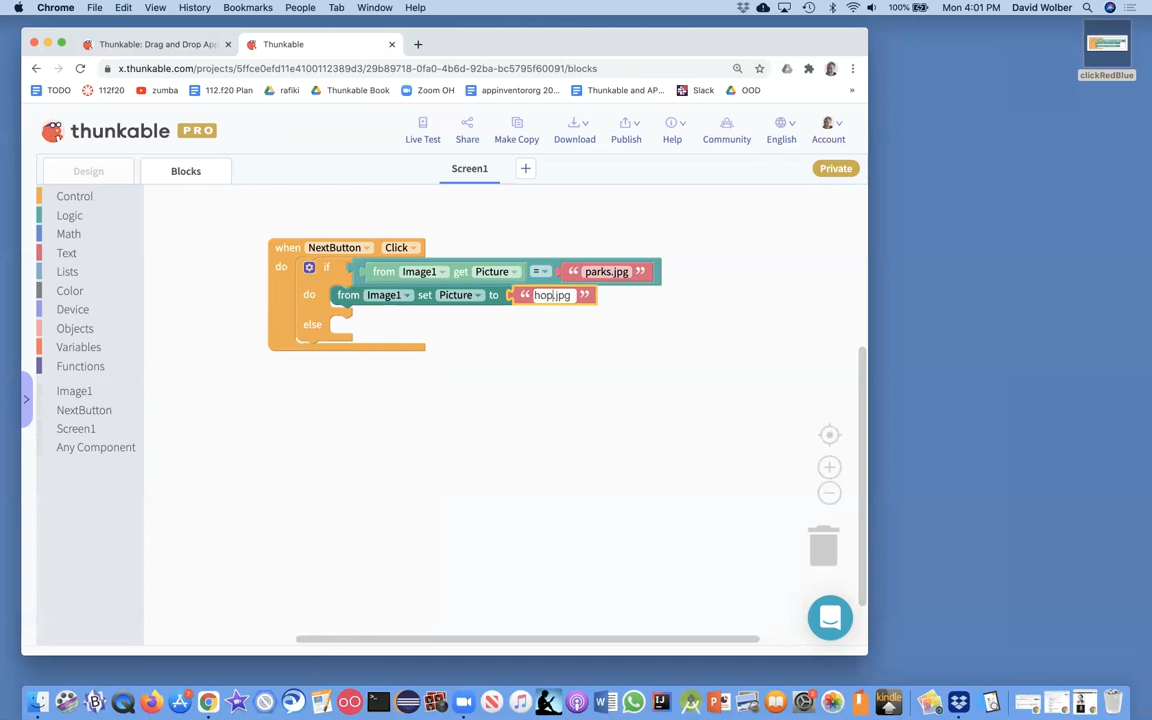 Chrome File Edit View History Bookmarks People Tab Window Help 100% Mon 4:01 PM David Wolber
clickRedBlue
Thunkable: Drag and Drop App × Thunkable × +
x.thunkable.com/projects/5ffce0efd11e4100112389d3/29b89718-0fa0-4b6d-92ba-bc5795f60091/blocks
TODO 112f20 zumba 112.f20 Plan rafiki Thunkable Book Zoom OH appinventorg 2... Thunkable and AP... Slack OOD »
thunkable PRO
Live Test Share Make Copy Download Publish Help Community English Account
Design Blocks Screen1 + Private
Control
Logic
Math
Text
Lists
Color
Device
Objects
Variables
Functions
Image1
NextButton
Screen1
Any Component
when NextButton Click
do if from Image1 get Picture = “ parks.jpg ”
do from Image1 set Picture to “ hop.jpg ”
else
kindle